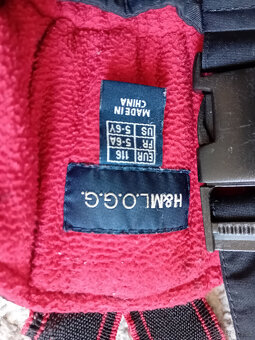 H&M L.O.G.G.
EUR 116
FR 5-6A
US 5-6Y
MADE IN
CHINA